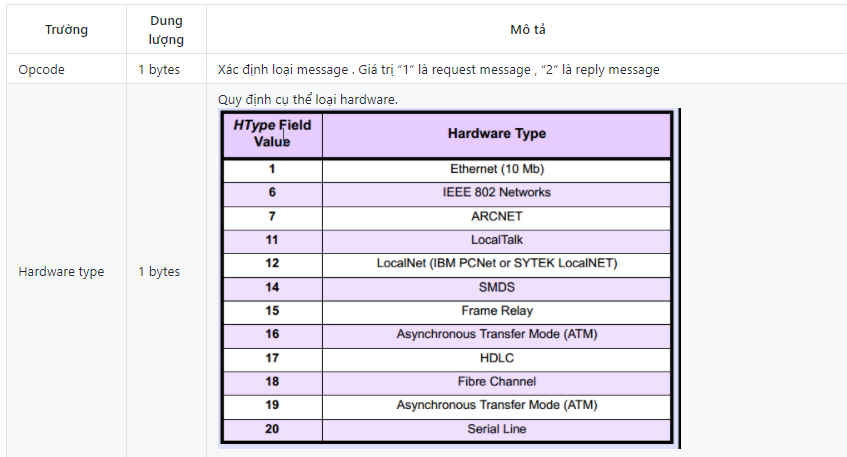 Trường Dung lượng Mô tả
Opcode 1 bytes Xác định loại message . Giá trị “1” là request message , “2” là reply message
Hardware type 1 bytes Quy định cụ thể loại hardware.
HType Field Value Hardware Type
1 Ethernet (10 Mb)
6 IEEE 802 Networks
7 ARCNET
11 LocalTalk
12 LocalNet (IBM PCNet or SYTEK LocalNET)
14 SMDS
15 Frame Relay
16 Asynchronous Transfer Mode (ATM)
17 HDLC
18 Fibre Channel
19 Asynchronous Transfer Mode (ATM)
20 Serial Line